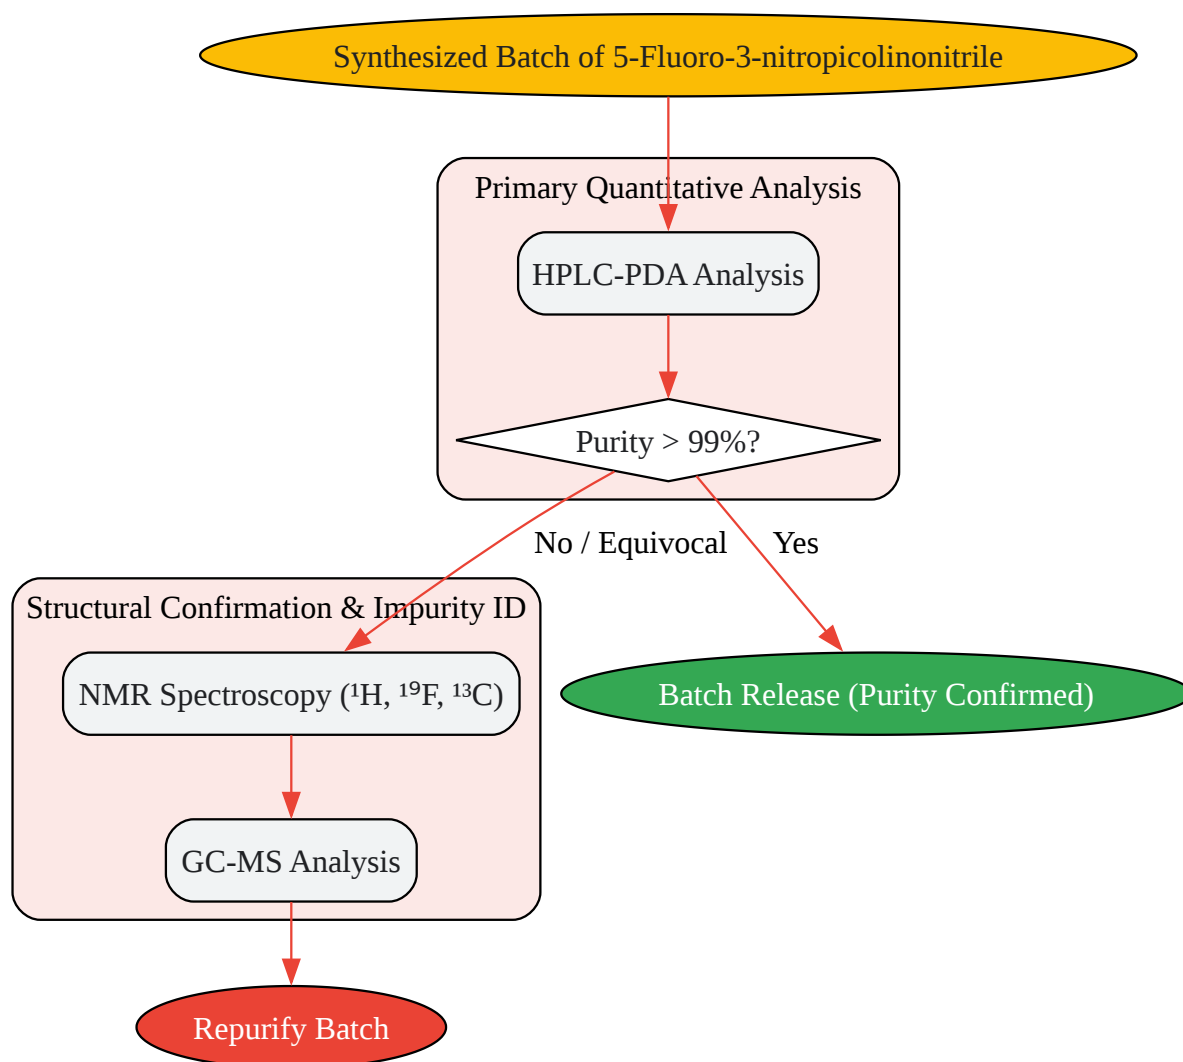 Synthesized Batch of 5-Fluoro-3-nitropicolinonitrile
Primary Quantitative Analysis
HPLC-PDA Analysis
Purity > 99%?
No / Equivocal
Yes
Structural Confirmation & Impurity ID
NMR Spectroscopy (¹H, ¹⁹F, ¹³C)
Batch Release (Purity Confirmed)
GC-MS Analysis
Repurify Batch